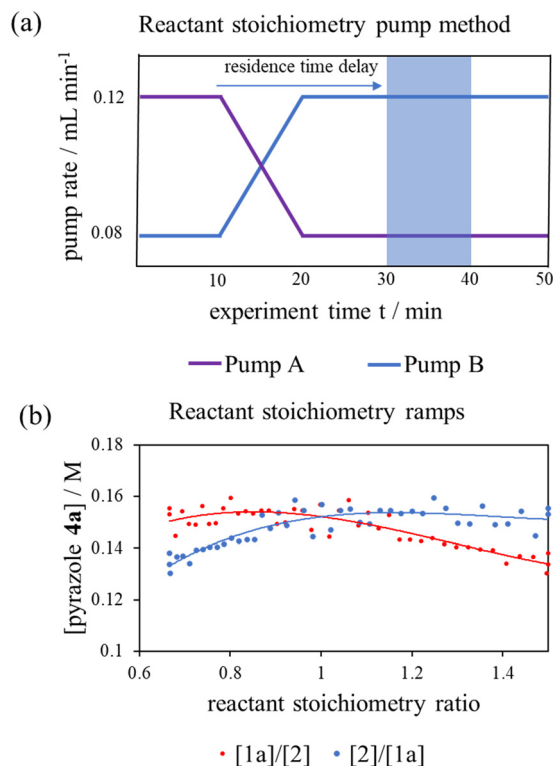 (a) Reactant stoichiometry pump method
residence time delay
0.12
0.08
pump rate / mL min⁻¹
10 20 30 40 50
experiment time t / min
Pump A Pump B
(b) Reactant stoichiometry ramps
0.18
0.16
0.14
0.12
0.1
[pyrazole 4a] / M
0.6 0.8 1 1.2 1.4
reactant stoichiometry ratio
[1a]/[2] [2]/[1a]